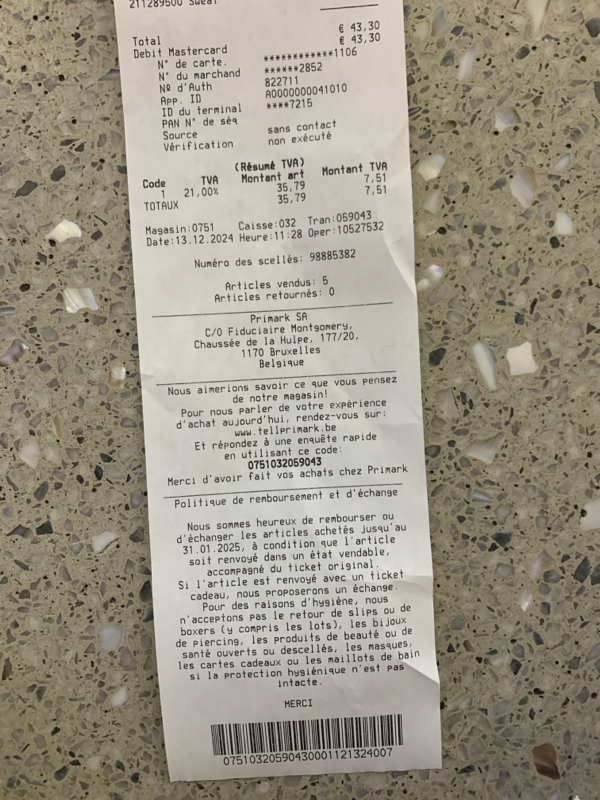 211289500 Sweat
Total € 43,30
Debit Mastercard € 43,30
N° de carte. ************1106
N° du marchand ******2852
Nº d'Auth 822711
App. ID A0000000041010
ID du terminal ****7215
PAN N° de séq
Source sans contact
Vérification non exécuté
(Résumé TVA)
Code TVA Montant art Montant TVA
1 21,00% 35,79 7,51
TOTAUX 35,79 7,51
Magasin:0751 Caisse:032 Tran:059043
Date:13.12.2024 Heure:11:28 Oper:10527532
Numéro des scellés: 98885382
Articles vendus: 5
Articles retournés: 0
Primark SA
C/O Fiduciaire Montgomery,
Chaussée de la Hulpe, 177/20,
1170 Bruxelles
Belgique
Nous aimerions savoir ce que vous pensez
de notre magasin!
Pour nous parler de votre expérience
d'achat aujourd'hui, rendez-vous sur:
www.tellprimark.be
Et répondez à une enquête rapide
en utilisant ce code:
0751032059043
Merci d'avoir fait vos achats chez Primark
Politique de remboursement et d'échange
Nous sommes heureux de rembourser ou
d'échanger les articles achetés jusqu'au
31.01.2025, à condition que l'article
soit renvoyé dans un état vendable,
accompagné du ticket original.
Si l'article est renvoyé avec un ticket
cadeau, nous proposerons un échange.
Pour des raisons d'hygiène, nous
n'acceptons pas le retour de slips ou de
boxers (y compris les lots), les bijoux
de piercing, les produits de beauté ou de
santé ouverts ou descellés, les masques,
les cartes cadeaux ou les maillots de bain
si la protection hygiénique n'est pas
intacte.
MERCI
07510320590430001121324007